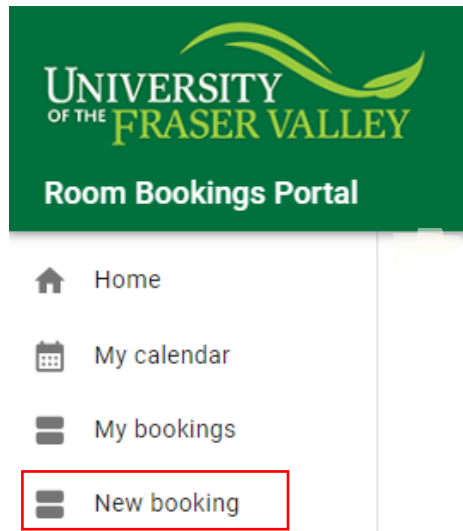 UNIVERSITY
OF THE FRASER VALLEY
Room Bookings Portal
Home
My calendar
My bookings
New booking